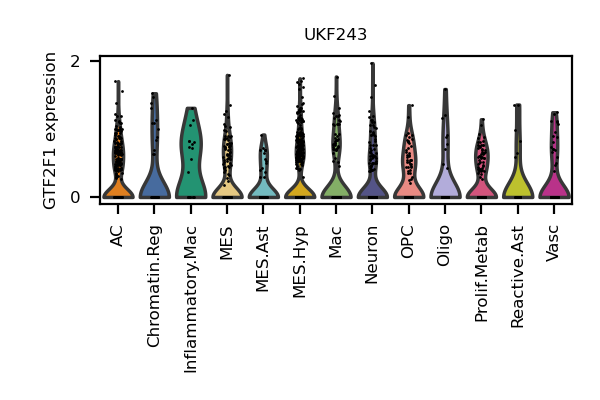 UKF243
GTF2F1 expression
2
0
AC
Chromatin.Reg
Inflammatory.Mac
MES
MES.Ast
MES.Hyp
Mac
Neuron
OPC
Oligo
Prolif.Metab
Reactive.Ast
Vasc